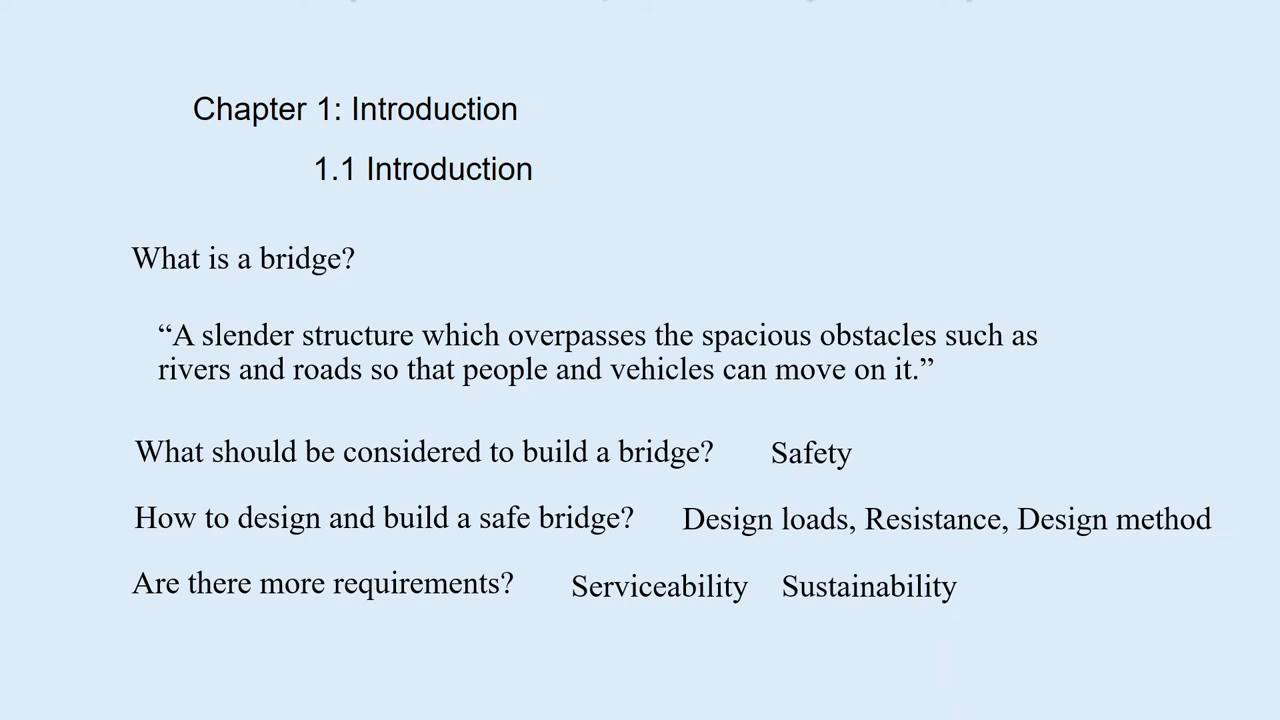 Chapter 1: Introduction
1.1 Introduction
What is a bridge?
“A slender structure which overpasses the spacious obstacles such as
rivers and roads so that people and vehicles can move on it.”
What should be considered to build a bridge? Safety
How to design and build a safe bridge? Design loads, Resistance, Design method
Are there more requirements? Serviceability Sustainability